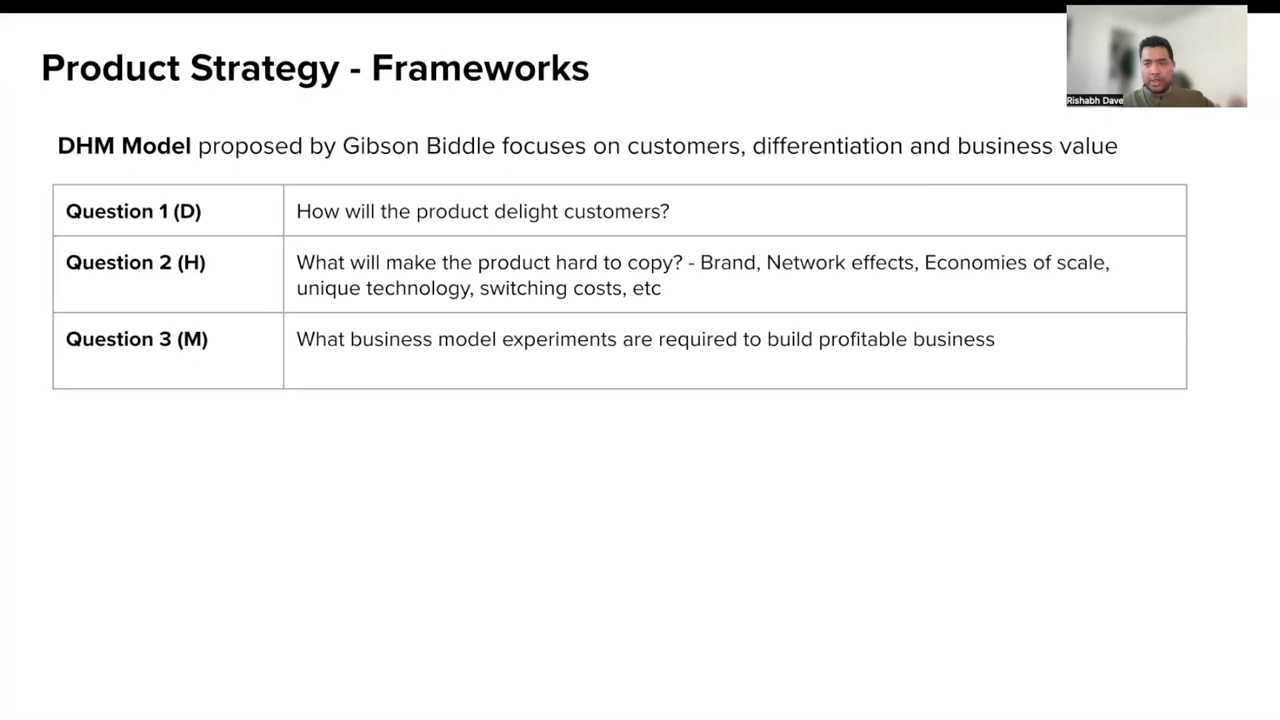 Product Strategy - Frameworks
Rishabh Dave
DHM Model proposed by Gibson Biddle focuses on customers, differentiation and business value
Question 1 (D)
How will the product delight customers?
Question 2 (H)
What will make the product hard to copy? - Brand, Network effects, Economies of scale,
unique technology, switching costs, etc
Question 3 (M)
What business model experiments are required to build profitable business